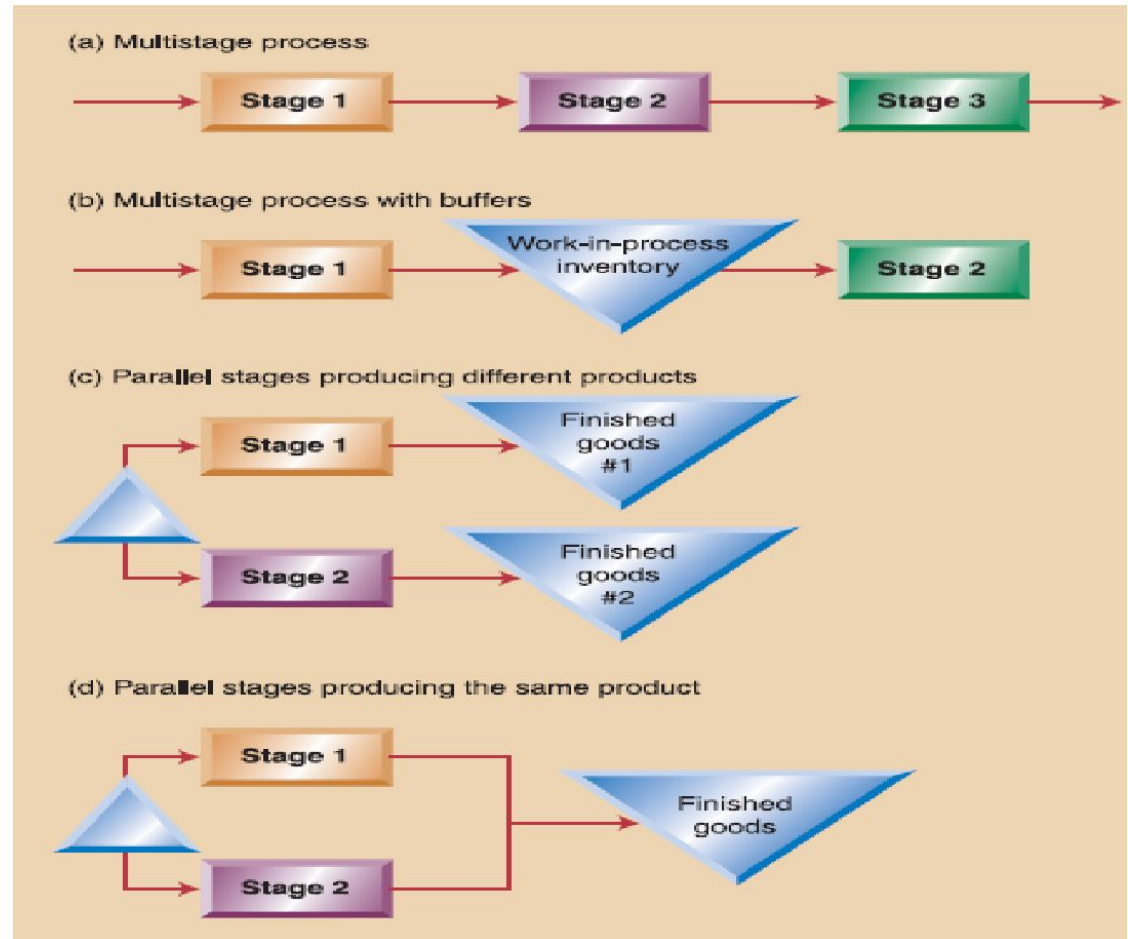 (a) Multistage process
Stage 1
Stage 2
Stage 3
(b) Multistage process with buffers
Stage 1
Work-in-process
inventory
Stage 2
(c) Parallel stages producing different products
Stage 1
Finished
goods
#1
Stage 2
Finished
goods
#2
(d) Parallel stages producing the same product
Stage 1
Finished
goods
Stage 2